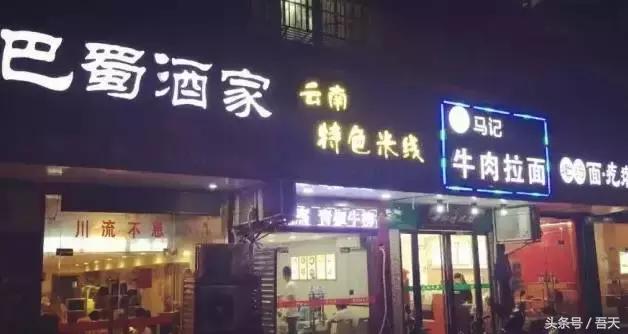 巴蜀酒家
云南
特色米线
马记
牛肉拉面
面·
川流不息
头条号/吾天